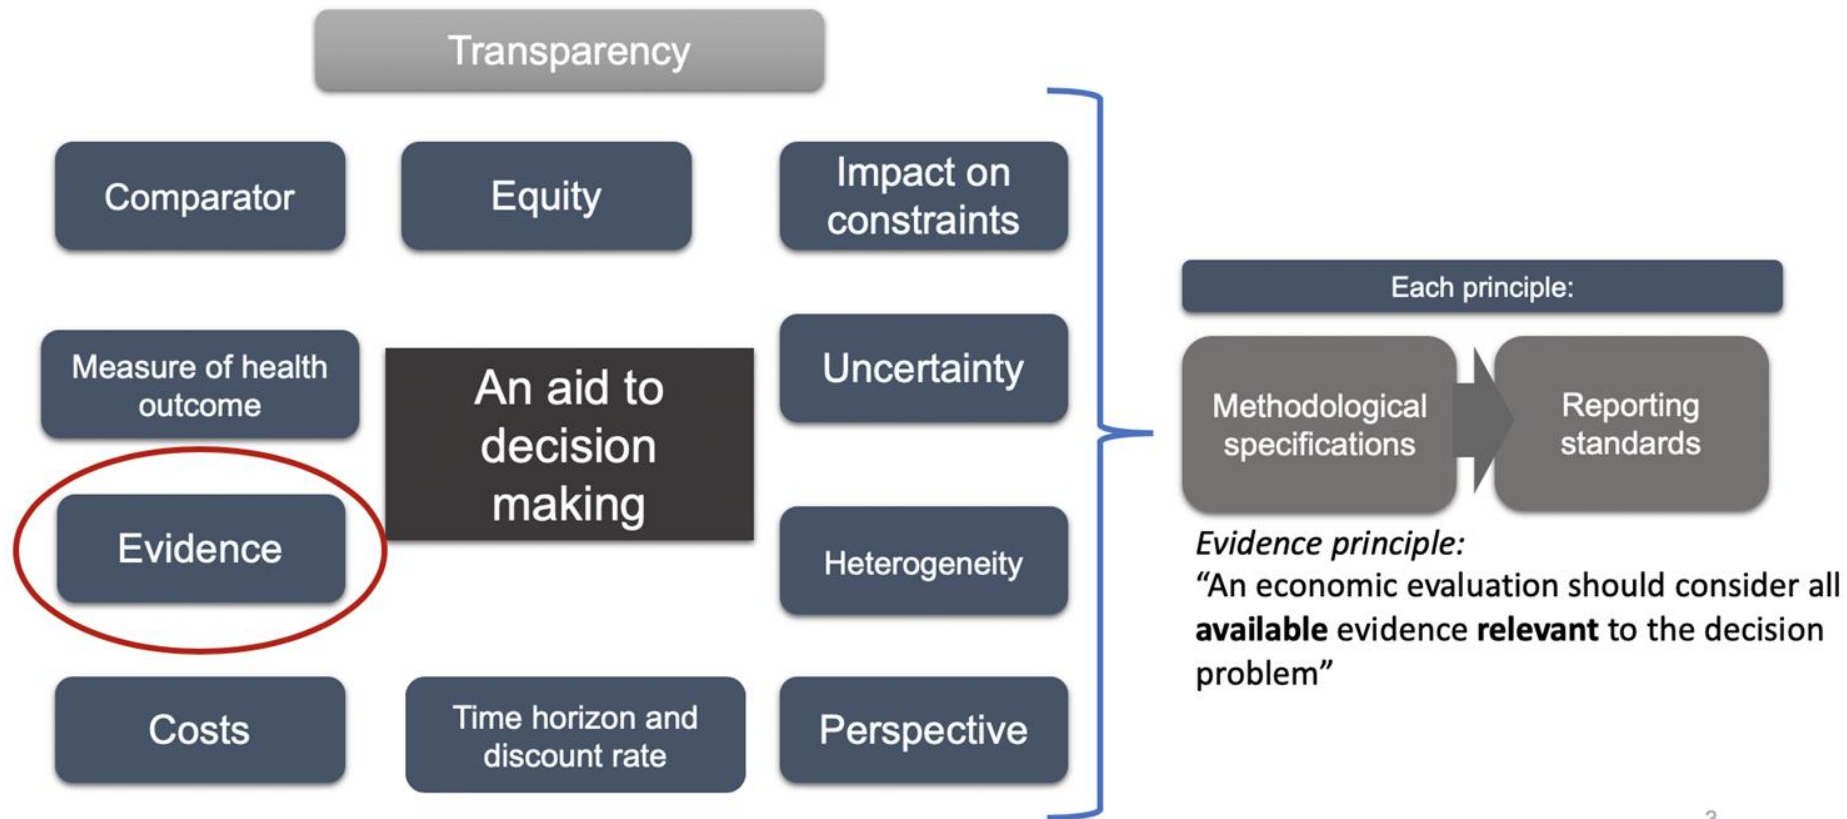 Transparency
Comparator
Equity
Impact on
constraints
Measure of health
outcome
An aid to
decision
making
Uncertainty
Evidence
Heterogeneity
Costs
Time horizon and
discount rate
Perspective
Each principle:
Methodological
specifications
Reporting
standards
Evidence principle:
“An economic evaluation should consider all
available evidence relevant to the decision
problem”
3